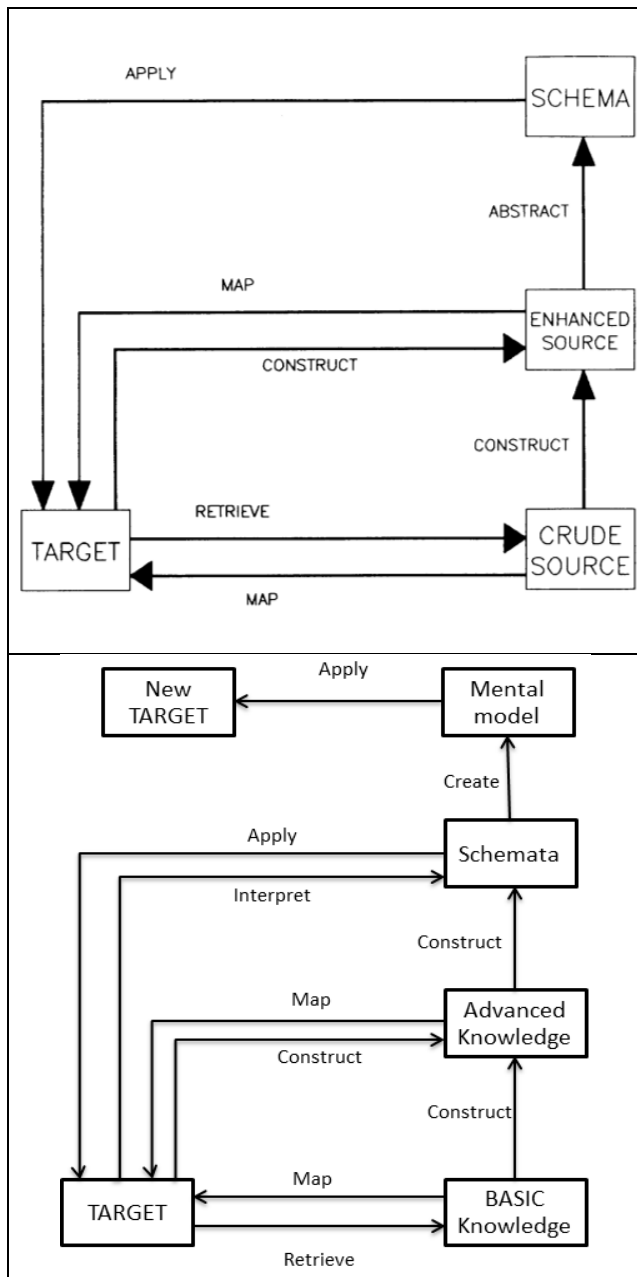 APPLY
SCHEMA
ABSTRACT
MAP
ENHANCED
SOURCE
CONSTRUCT
CONSTRUCT
RETRIEVE
TARGET
CRUDE
SOURCE
MAP
New
TARGET
Apply
Mental
model
Create
Apply
Schemata
Interpret
Construct
Map
Advanced
Knowledge
Construct
Construct
Map
TARGET
BASIC
Knowledge
Retrieve